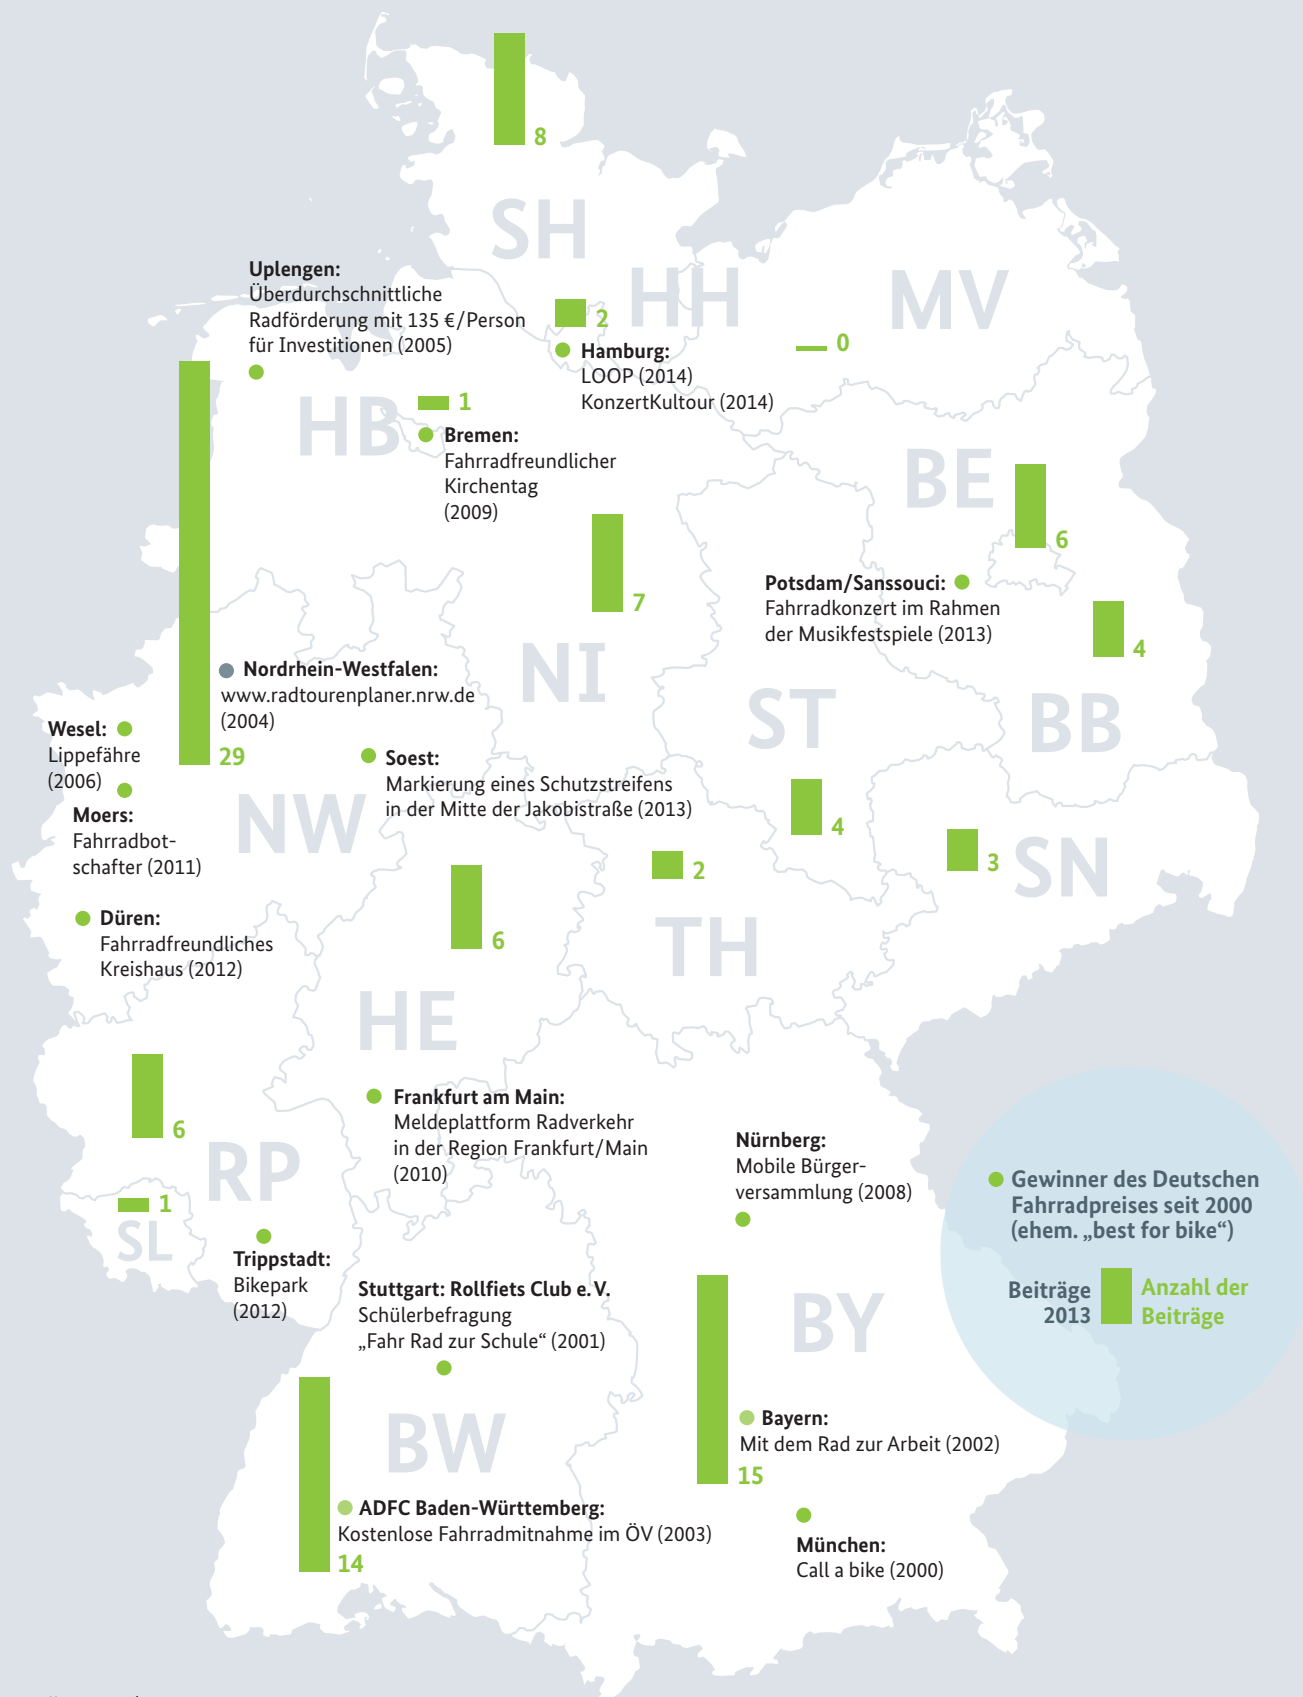 8
SH
Uplengen:
Überdurchschnittliche
Radförderung mit 135 €/Person
für Investitionen (2005)
HH
MV
2
0
Hamburg:
LOOP (2014)
KonzertKultour (2014)
HB
1
Bremen:
Fahrradfreundlicher
Kirchentag
(2009)
BE
6
7
Potsdam/Sanssouci:
Fahrradkonzert im Rahmen
der Musikfestspiele (2013)
4
NI
Nordrhein-Westfalen:
www.radtourenplaner.nrw.de
(2004)
29
ST
BB
Wesel:
Lippefähre
(2006)
Soest:
Markierung eines Schutzstreifens
in der Mitte der Jakobistraße (2013)
Moers:
Fahrradbot-
schafter (2011)
NW
4
3
SN
2
Düren:
Fahrradfreundliches
Kreishaus (2012)
6
TH
HE
Frankfurt am Main:
Meldeplattform Radverkehr
in der Region Frankfurt/Main
(2010)
6
RP
Nürnberg:
Mobile Bürger-
versammlung (2008)
1
SL
Gewinner des Deutschen
Fahrradpreises seit 2000
(ehem. „best for bike“)
Beiträge
2013
Anzahl der
Beiträge
Trippstadt:
Bikepark
(2012)
Stuttgart: Rollfiets Club e. V.
Schülerbefragung
„Fahr Rad zur Schule“ (2001)
BY
BW
Bayern:
Mit dem Rad zur Arbeit (2002)
15
ADFC Baden-Württemberg:
Kostenlose Fahrradmitnahme im ÖV (2003)
14
München:
Call a bike (2000)